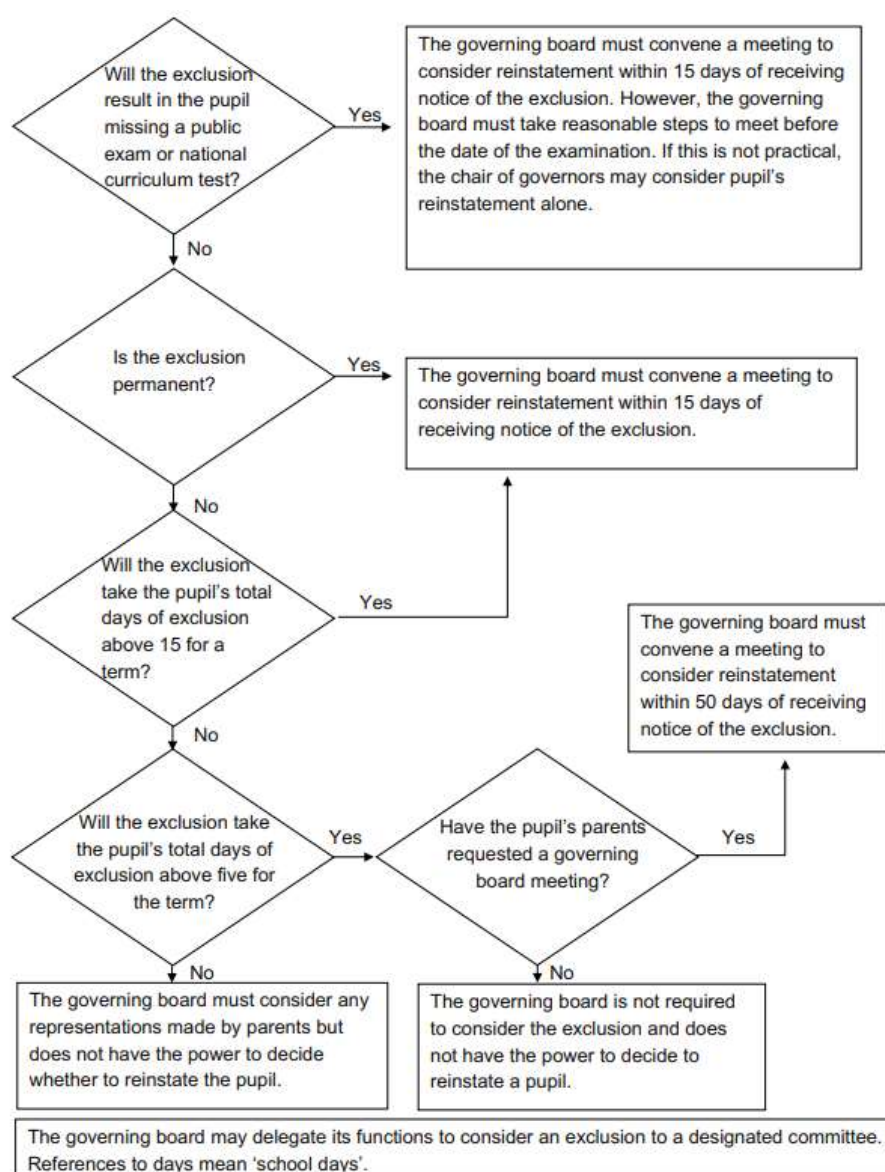 Will the exclusion
result in the pupil
missing a public
exam or national
curriculum test?
Yes
The governing board must convene a meeting to
consider reinstatement within 15 days of receiving
notice of the exclusion. However, the governing
board must take reasonable steps to meet before
the date of the examination. If this is not practical,
the chair of governors may consider pupil’s
reinstatement alone.
No
Is the exclusion
permanent?
Yes
The governing board must convene a meeting to
consider reinstatement within 15 days of
receiving notice of the exclusion.
No
Will the exclusion
take the pupil’s total
days of exclusion
above 15 for a
term?
Yes
The governing board must
convene a meeting to
consider reinstatement
within 50 days of receiving
notice of the exclusion.
No
Will the exclusion take
the pupil’s total days of
exclusion above five for
the term?
Yes
Have the pupil’s parents
requested a governing
board meeting?
Yes
No
The governing board must consider any
representations made by parents but
does not have the power to decide
whether to reinstate the pupil.
No
The governing board is not required
to consider the exclusion and does
not have the power to decide to
reinstate a pupil.
The governing board may delegate its functions to consider an exclusion to a designated committee.
References to days mean ‘school days’.